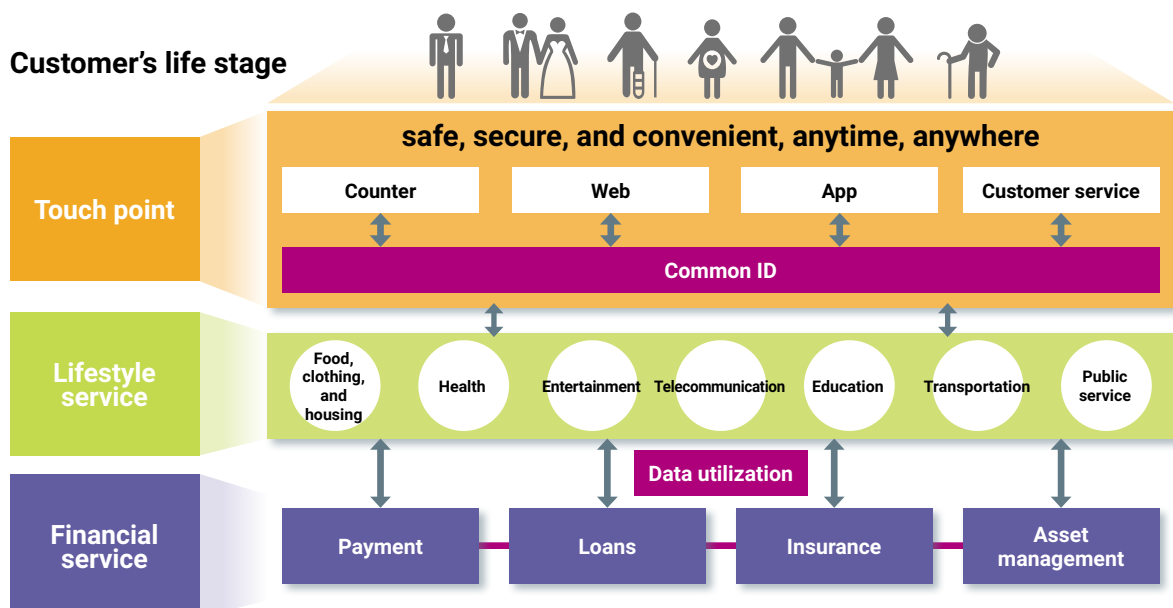 Customer's life stage
safe, secure, and convenient, anytime, anywhere
Touch point
Counter
Web
App
Customer service
Common ID
Lifestyle
service
Food,
clothing,
and
housing
Health
Entertainment
Telecommunication
Education
Transportation
Public
service
Data utilization
Financial
service
Payment
Loans
Insurance
Asset
management